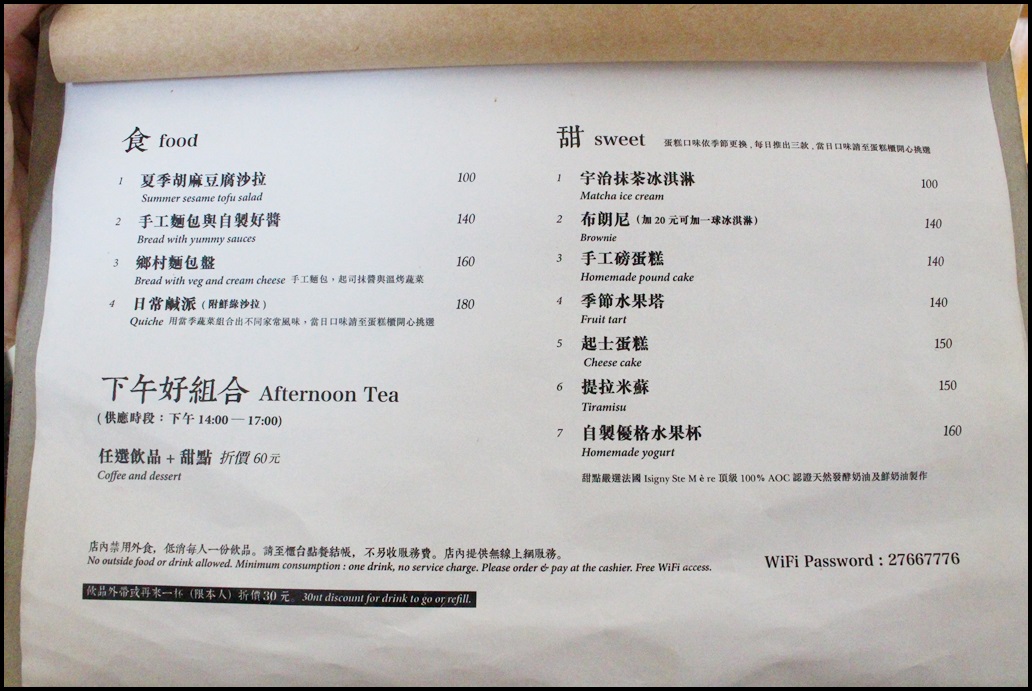 食 food
1 夏季胡麻豆腐沙拉 100
Summer sesame tofu salad
2 手工麵包與自製好醬 140
Bread with yummy sauces
3 鄉村麵包盤 160
Bread with veg and cream cheese 手工麵包，起司抹醬與溫烤蔬菜
4 日常鹹派 (附鮮綠沙拉) 180
Quiche 用當季蔬菜組合出不同家常風味，當日口味請至蛋糕櫃開心挑選
下午好組合 Afternoon Tea
(供應時段：下午 14:00 — 17:00)
任選飲品 + 甜點 折價 60元
Coffee and dessert
甜 sweet 蛋糕口味依季節更換，每日推出三款，當日口味請至蛋糕櫃開心挑選
1 宇治抹茶冰淇淋 100
Matcha ice cream
2 布朗尼 (加 20 元可加一球冰淇淋) 140
Brownie
3 手工磅蛋糕 140
Homemade pound cake
4 季節水果塔 140
Fruit tart
5 起士蛋糕 150
Cheese cake
6 提拉米蘇 150
Tiramisu
7 自製優格水果杯 160
Homemade yogurt
甜點嚴選法國 Isigny Ste Mère 頂級 100% AOC 認證天然發酵奶油及鮮奶油製作
店內禁用外食，低消每人一份飲品。請至櫃台點餐結帳，不另收服務費。店內提供無線上網服務。
No outside food or drink allowed. Minimum consumption : one drink, no service charge. Please order & pay at the cashier. Free WiFi access.
WiFi Password : 27667776
飲品外帶或再來一杯（限本人）折價 30 元。30nt discount for drink to go or refill.